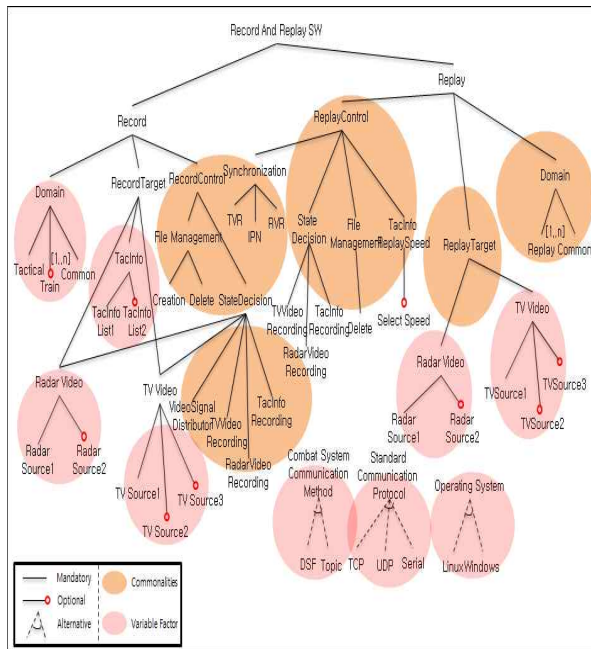 Record And Replay SW
Replay
Record
ReplayControl
Synchronization
TVR
IPN
RVR
Domain
Tactical
Train
[1..n]
Common
RecordTarget
RecordControl
TacInfo
TacInfo
List1
TacInfo
List2
File Management
Creation
Delete
StateDecision
State
Decision
File
Management
TacInfo
ReplaySpeed
TVVideo
Recording
TacInfo
Recording
RadarVideo
Recording
Delete
Select Speed
ReplayTarget
Domain
[1..n]
Replay
Common
Radar Video
Radar
Source1
Radar
Source2
TV Video
TV Source1
TV Source2
TV Source3
VideoSignal
Distributor
TVVideo
Recording
RadarVideo
Recording
TacInfo
Recording
Radar Video
Radar
Source1
Radar
Source2
TV Video
TVSource1
TVSource2
TVSource3
Combat System
Communication
Method
DSF
Topic
Standard
Communication
Protocol
TCP
UDP
Serial
Operating System
Linux
Windows
Mandatory
Optional
Alternative
Commonalities
Variable Factor